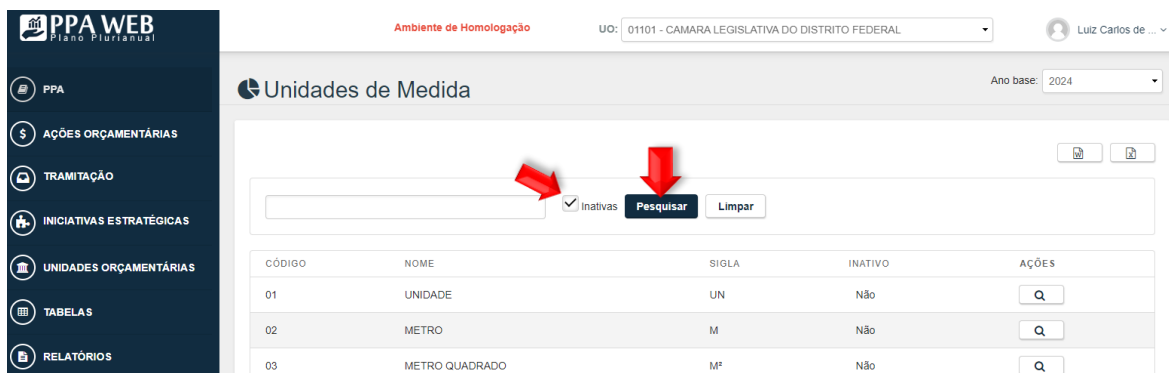 PPA WEB
Plano Plurianual
Ambiente de Homologação
UO: 01101 - CAMARA LEGISLATIVA DO DISTRITO FEDERAL
Luiz Carlos de ...
PPA
AÇÕES ORÇAMENTÁRIAS
TRAMITAÇÃO
INICIATIVAS ESTRATÉGICAS
UNIDADES ORÇAMENTÁRIAS
TABELAS
RELATÓRIOS
Unidades de Medida
Ano base: 2024
Inativas Pesquisar Limpar
CÓDIGO NOME SIGLA INATIVO AÇÕES
01 UNIDADE UN Não
02 METRO M Não
03 METRO QUADRADO M² Não